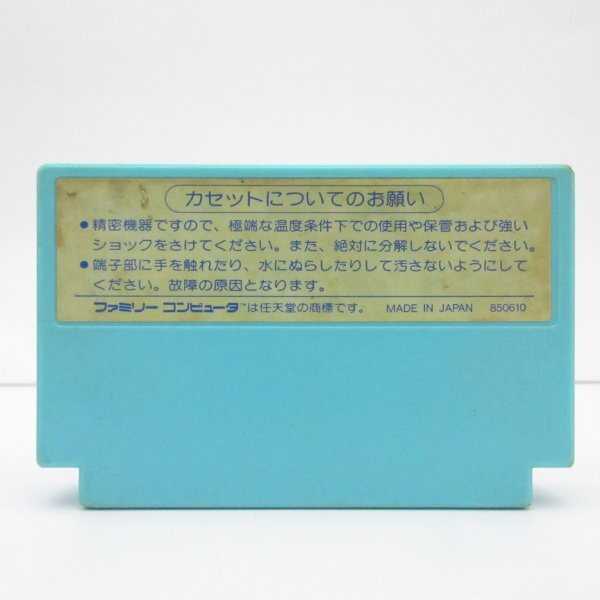 カセットについてのお願い
●精密機器ですので、極端な温度条件下での使用や保管および強い
ショックをさけてください。また、絶対に分解しないでください。
●端子部に手を触れたり、水にぬらしたりして汚さないようにして
ください。故障の原因となります。
ファミリーコンピュータ™は任天堂の商標です。 MADE IN JAPAN 850610